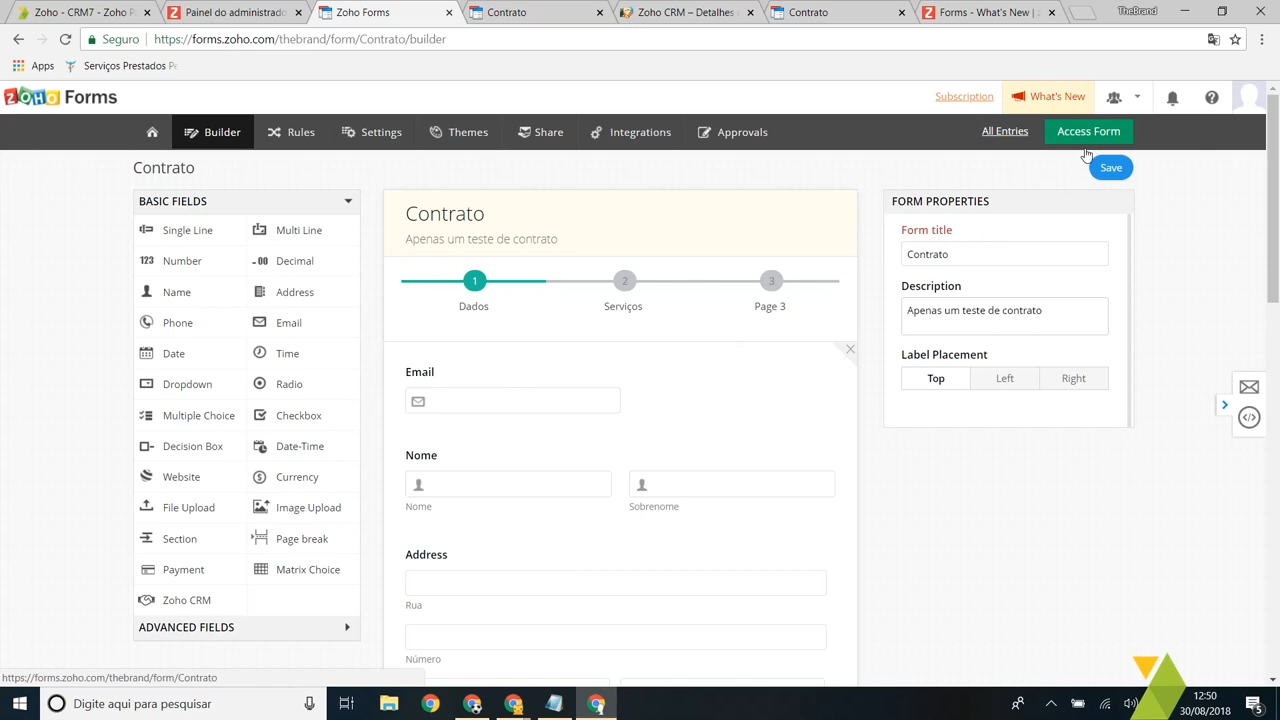 Zoho - CRM7 - Zoho P
Painel do administrado
Zoho Forms
Contrato
Zoho CRM – Detalhes
Contrato
Forms - What's New |
TheBrand
Seguro
https://forms.zoho.com/thebrand/form/Contrato/builder
Apps
Serviços Prestados Pe
ZOHO Forms
Subscription
What's New
Builder
Rules
Settings
Themes
Share
Integrations
Approvals
All Entries
Access Form
Contrato
Save
BASIC FIELDS
Single Line
Multi Line
123 Number
.00 Decimal
Name
Address
Phone
Email
Date
Time
Dropdown
Radio
Multiple Choice
Checkbox
Decision Box
Date-Time
Website
Currency
File Upload
Image Upload
Section
Page break
Payment
Matrix Choice
Zoho CRM
ADVANCED FIELDS
Contrato
Apenas um teste de contrato
1
2
3
Dados
Serviços
Page 3
Email
Nome
Nome
Sobrenome
Address
Rua
Número
FORM PROPERTIES
Form title
Contrato
Description
Apenas um teste de contrato
Label Placement
Top
Left
Right
https://forms.zoho.com/thebrand/form/Contrato
Digite aqui para pesquisar
12:50
30/08/2018
5